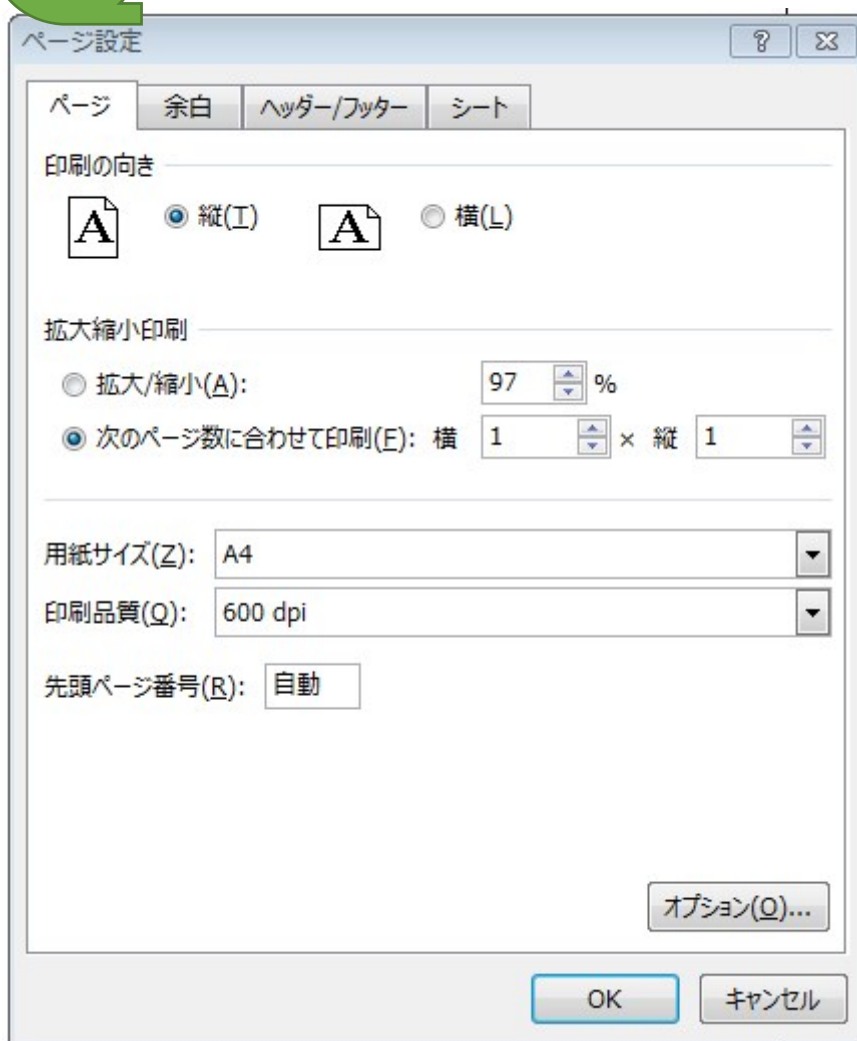 ページ設定
ページ 余白 ヘッダー/フッター シート
印刷の向き
A 縦(T) A 横(L)
拡大縮小印刷
拡大/縮小(A): 97 %
次のページ数に合わせて印刷(F): 横 1 × 縦 1
用紙サイズ(Z): A4
印刷品質(Q): 600 dpi
先頭ページ番号(R): 自動
オプション(O)...
OK キャンセル